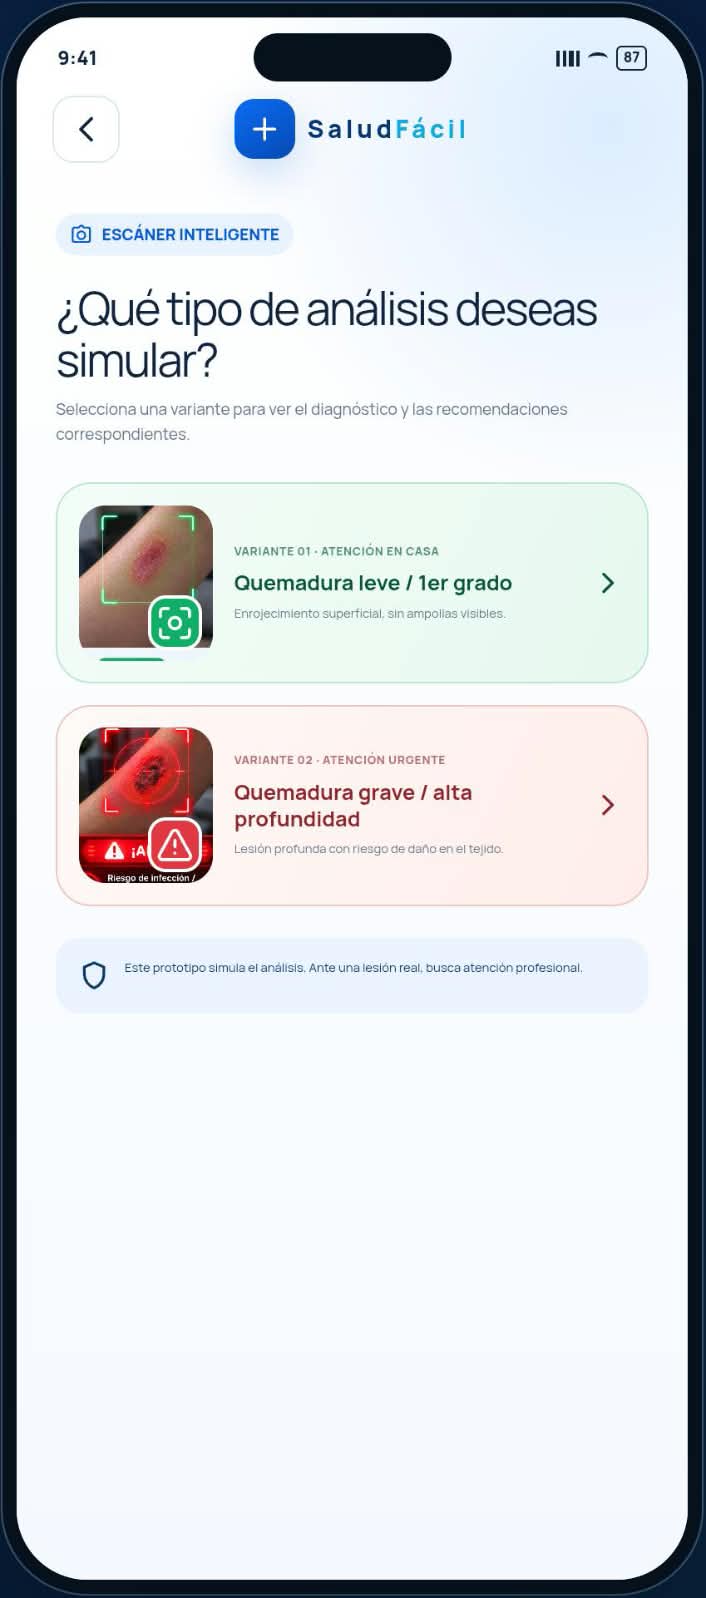 9:41
87
SaludFácil
ESCÁNER INTELIGENTE
¿Qué tipo de análisis deseas
simular?
Selecciona una variante para ver el diagnóstico y las recomendaciones
correspondientes.
VARIANTE 01 · ATENCIÓN EN CASA
Quemadura leve / 1er grado
Enrojecimiento superficial, sin ampollas visibles.
VARIANTE 02 · ATENCIÓN URGENTE
Quemadura grave / alta
profundidad
Lesión profunda con riesgo de daño en el tejido.
¡A
Riesgo de infección /
Este prototipo simula el análisis. Ante una lesión real, busca atención profesional.